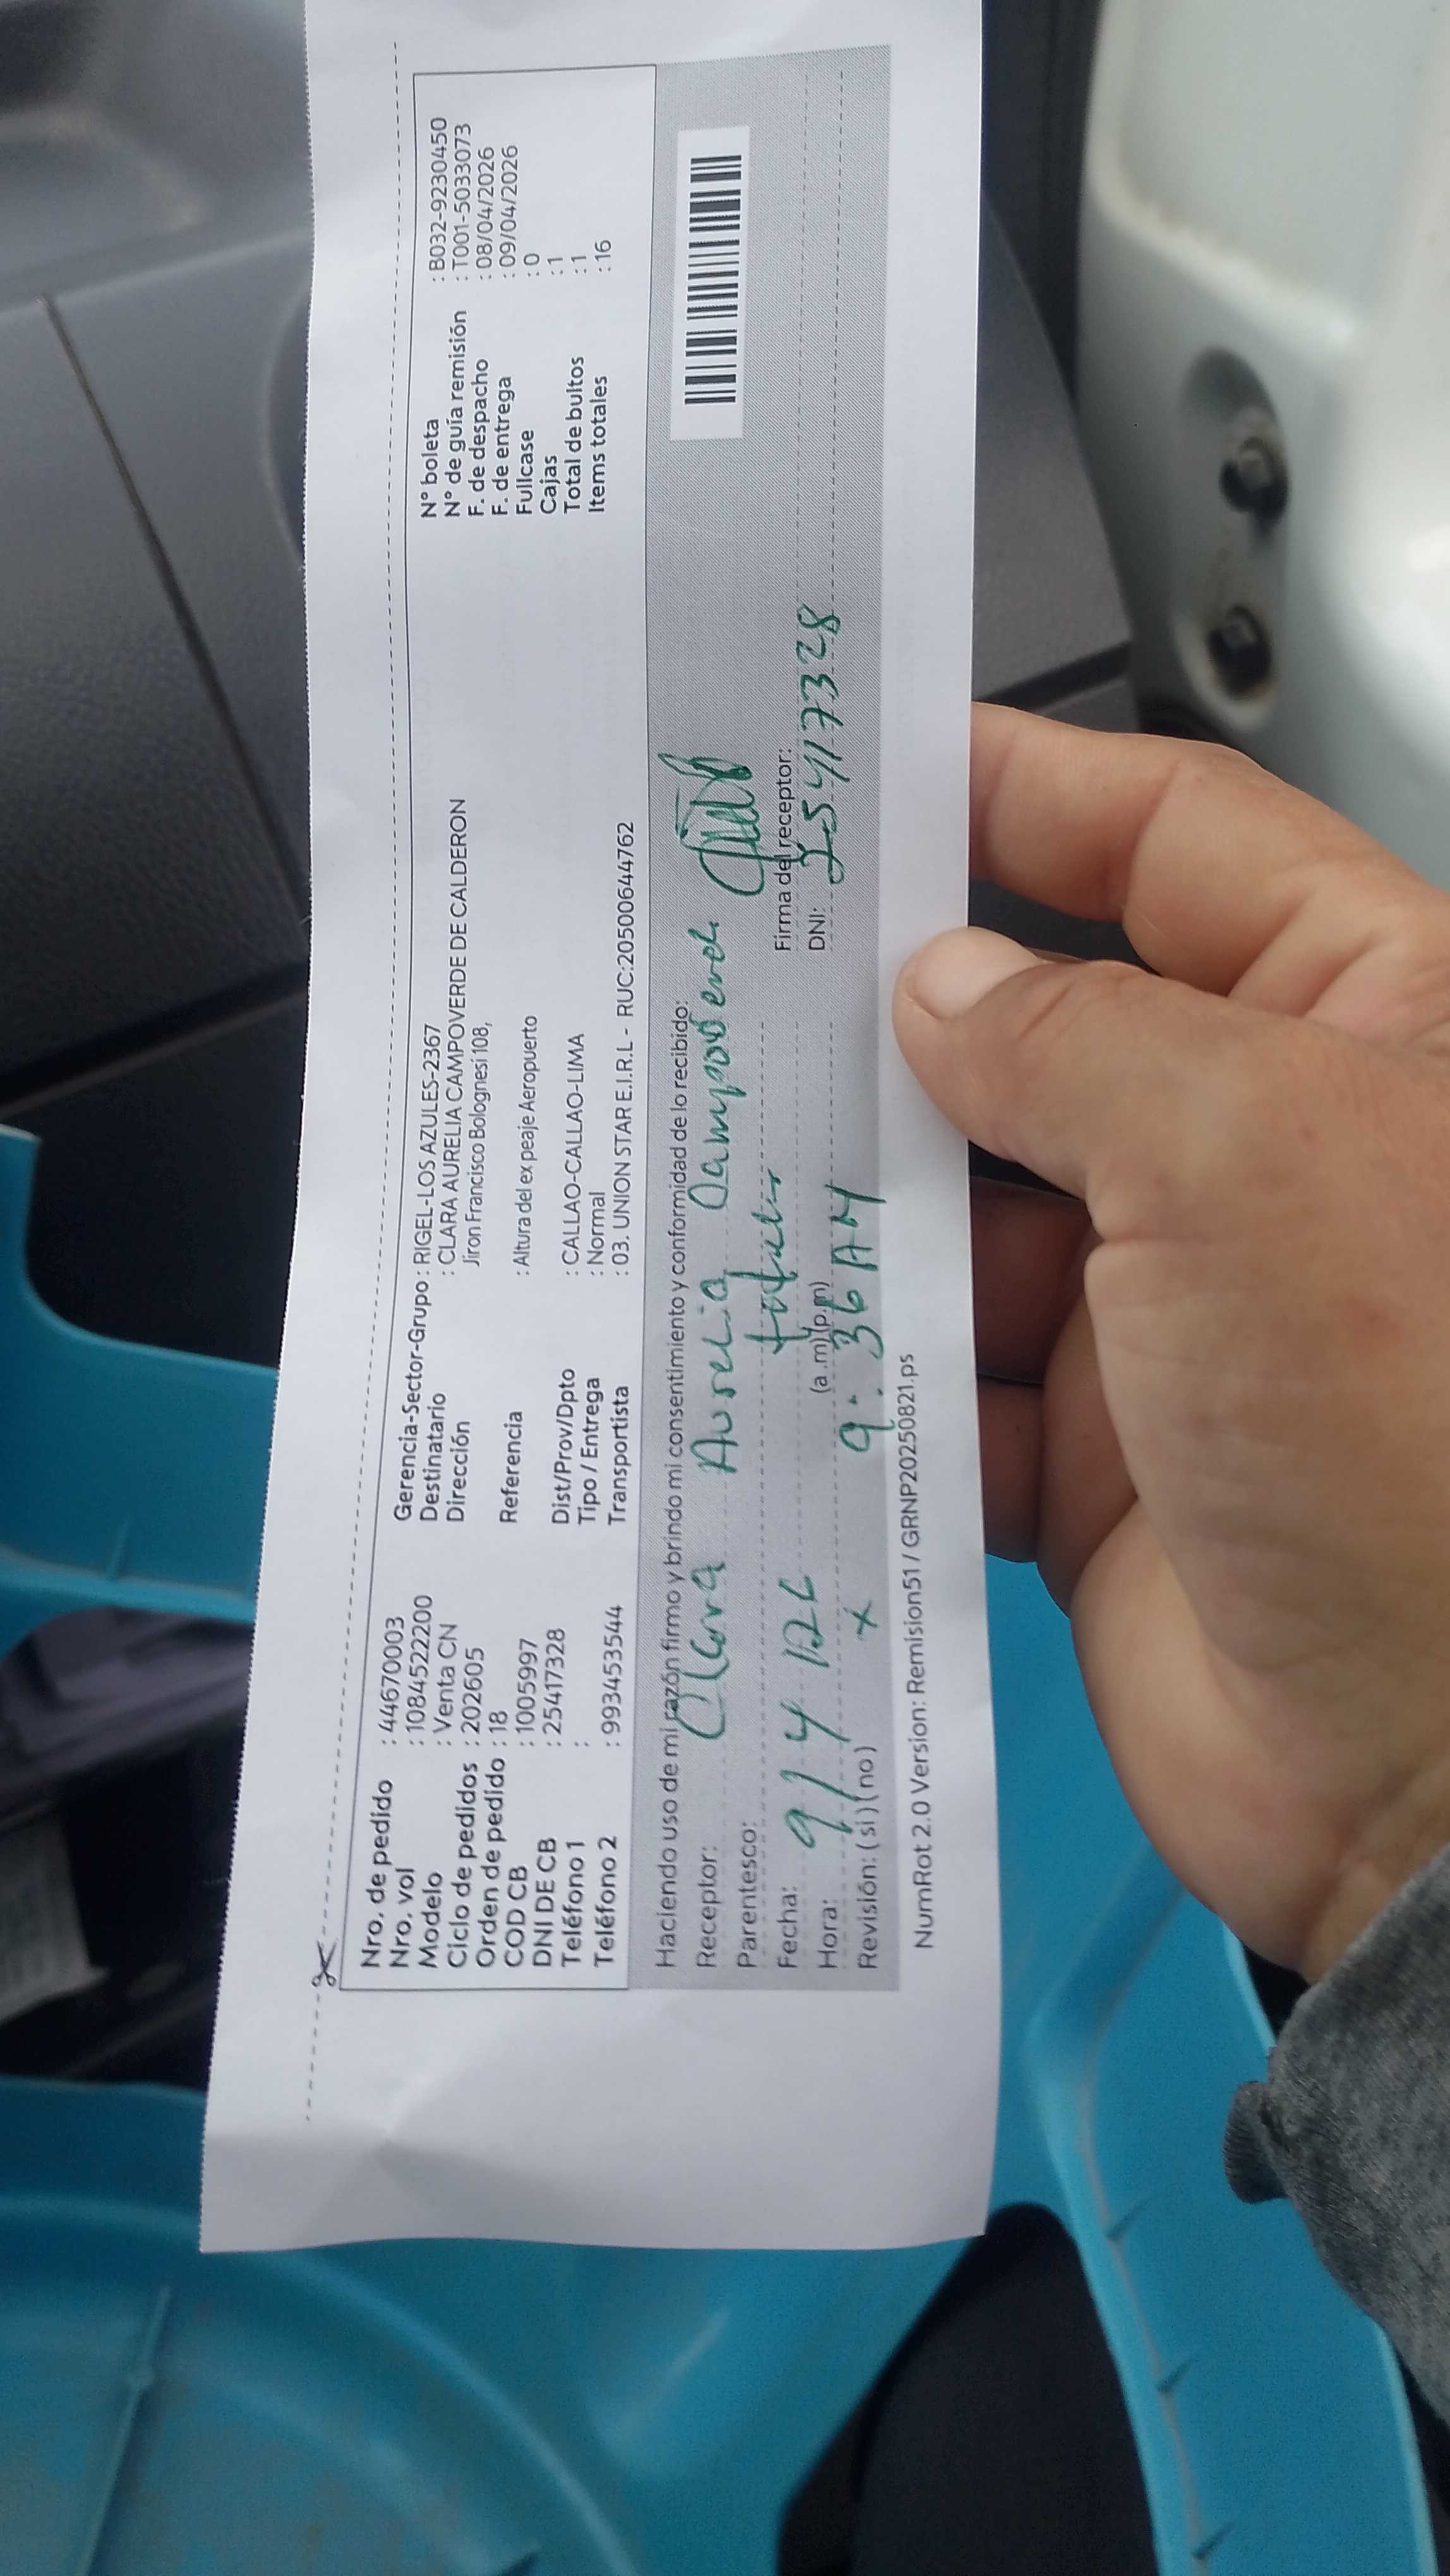 Nro. de pedido : 44670003
Nro. vol : 1084522200
Modelo : Venta CN
Ciclo de pedidos : 202605
Orden de pedido : 18
COD CB : 1005997
DNI DE CB : 25417328
Teléfono 1 :
Teléfono 2 : 993453544
Gerencia-Sector-Grupo : RIGEL-LOS AZULES-2367
Destinatario : CLARA AURELIA CAMPOVERDE DE CALDERON
Dirección Jiron Francisco Bolognesi 108,
Referencia : Altura del ex peaje Aeropuerto
Dist/Prov/Dpto : CALLAO-CALLAO-LIMA
Tipo / Entrega : Normal
Transportista : 03. UNION STAR E.I.R.L - RUC:20500644762
N° boleta : B032-9230450
N° de guía remisión : T001-5033073
F. de despacho : 08/04/2026
F. de entrega : 09/04/2026
Fullcase : 0
Cajas : 1
Total de bultos : 1
Items totales : 16
Haciendo uso de mi razón firmo y brindo mi consentimiento y conformidad de lo recibido:
Receptor: Clara Aurelia
Parentesco:
Fecha: 9/4
Firma del receptor:
Hora: (a.m) (p.m) 9:36 AM
DNI: 25417328
Revisión: ( si ) ( no ) x
NumRot 2.0 Version: Remision51 / GRNP20250821.ps